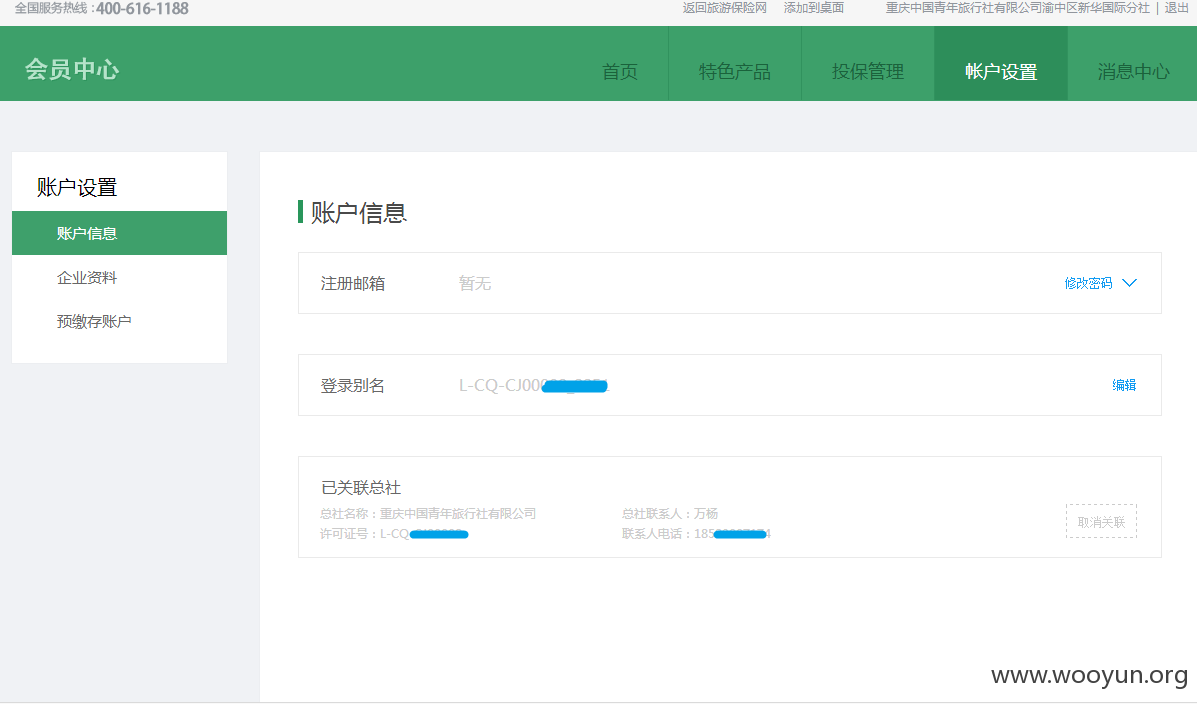 全国服务热线 :400-616-1188 返回旅游保险网 添加到桌面 重庆中国青年旅行社有限公司渝中区新华国际分社 | 退出
会员中心 首页 特色产品 投保管理 帐户设置 消息中心
账户设置
账户信息
企业资料
预缴存账户
账户信息
注册邮箱 暂无 修改密码
登录别名 L-CQ-CJ00 编辑
已关联总社
总社名称：重庆中国青年旅行社有限公司 总社联系人：万杨
许可证号：L-CQ 联系人电话：185 4
取消关联
www.wooyun.org